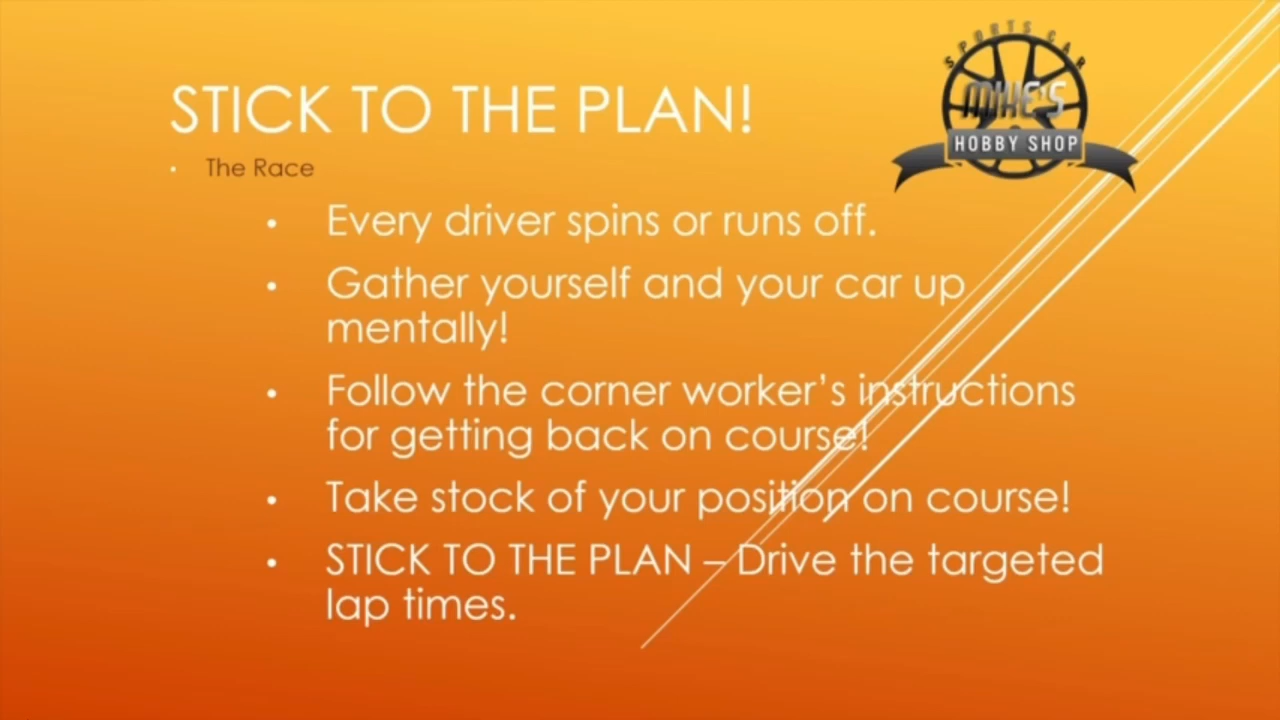 SPORTS CAR
MIKE'S
HOBBY SHOP
STICK TO THE PLAN!
• The Race
• Every driver spins or runs off.
• Gather yourself and your car up
mentally!
• Follow the corner worker's instructions
for getting back on course!
• Take stock of your position on course!
• STICK TO THE PLAN – Drive the targeted
lap times.